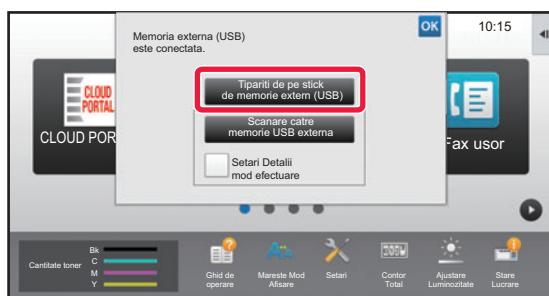 Memoria externa (USB)
este conectata.
OK
10:15
Tipariti de pe stick
de memorie extern (USB)
Scanare catre
memorie USB externa
Setari Detalii
mod efectuare
CLOUD
PORTAL
CLOUD POR
Fax usor
Cantitate toner
Bk
C
M
Y
Ghid de
operare
Mareste Mod
Afisare
Setari
Contor
Total
Ajustare
Luminozitate
Stare
Lucrare